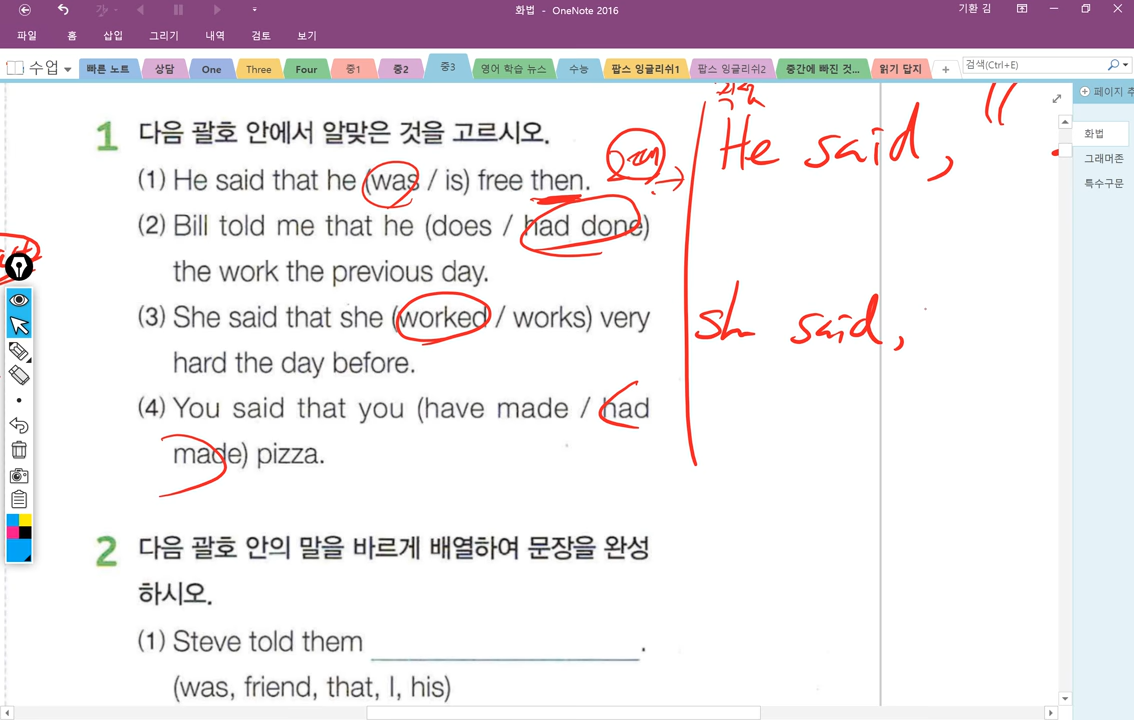 화법 - OneNote 2016
기환 김
파일 홈 삽입 그리기 내역 검토 보기
수업 빠른 노트 상담 One Three Four 중1 중2 중3 영어 학습 뉴스 수능 팝스 잉글리쉬1 팝스 잉글리쉬2 중간에 빠진 것... 읽기 답지 + 검색(Ctrl+E)
페이지 추
화법
그래머존
특수구문
1 다음 괄호 안에서 알맞은 것을 고르시오.
(1) He said that he (was / is) free then.
(2) Bill told me that he (does / had done)
the work the previous day.
(3) She said that she (worked / works) very
hard the day before.
(4) You said that you (have made / had
made) pizza.
He said, "
sh said,
2 다음 괄호 안의 말을 바르게 배열하여 문장을 완성
하시오.
(1) Steve told them .
(was, friend, that, I, his)